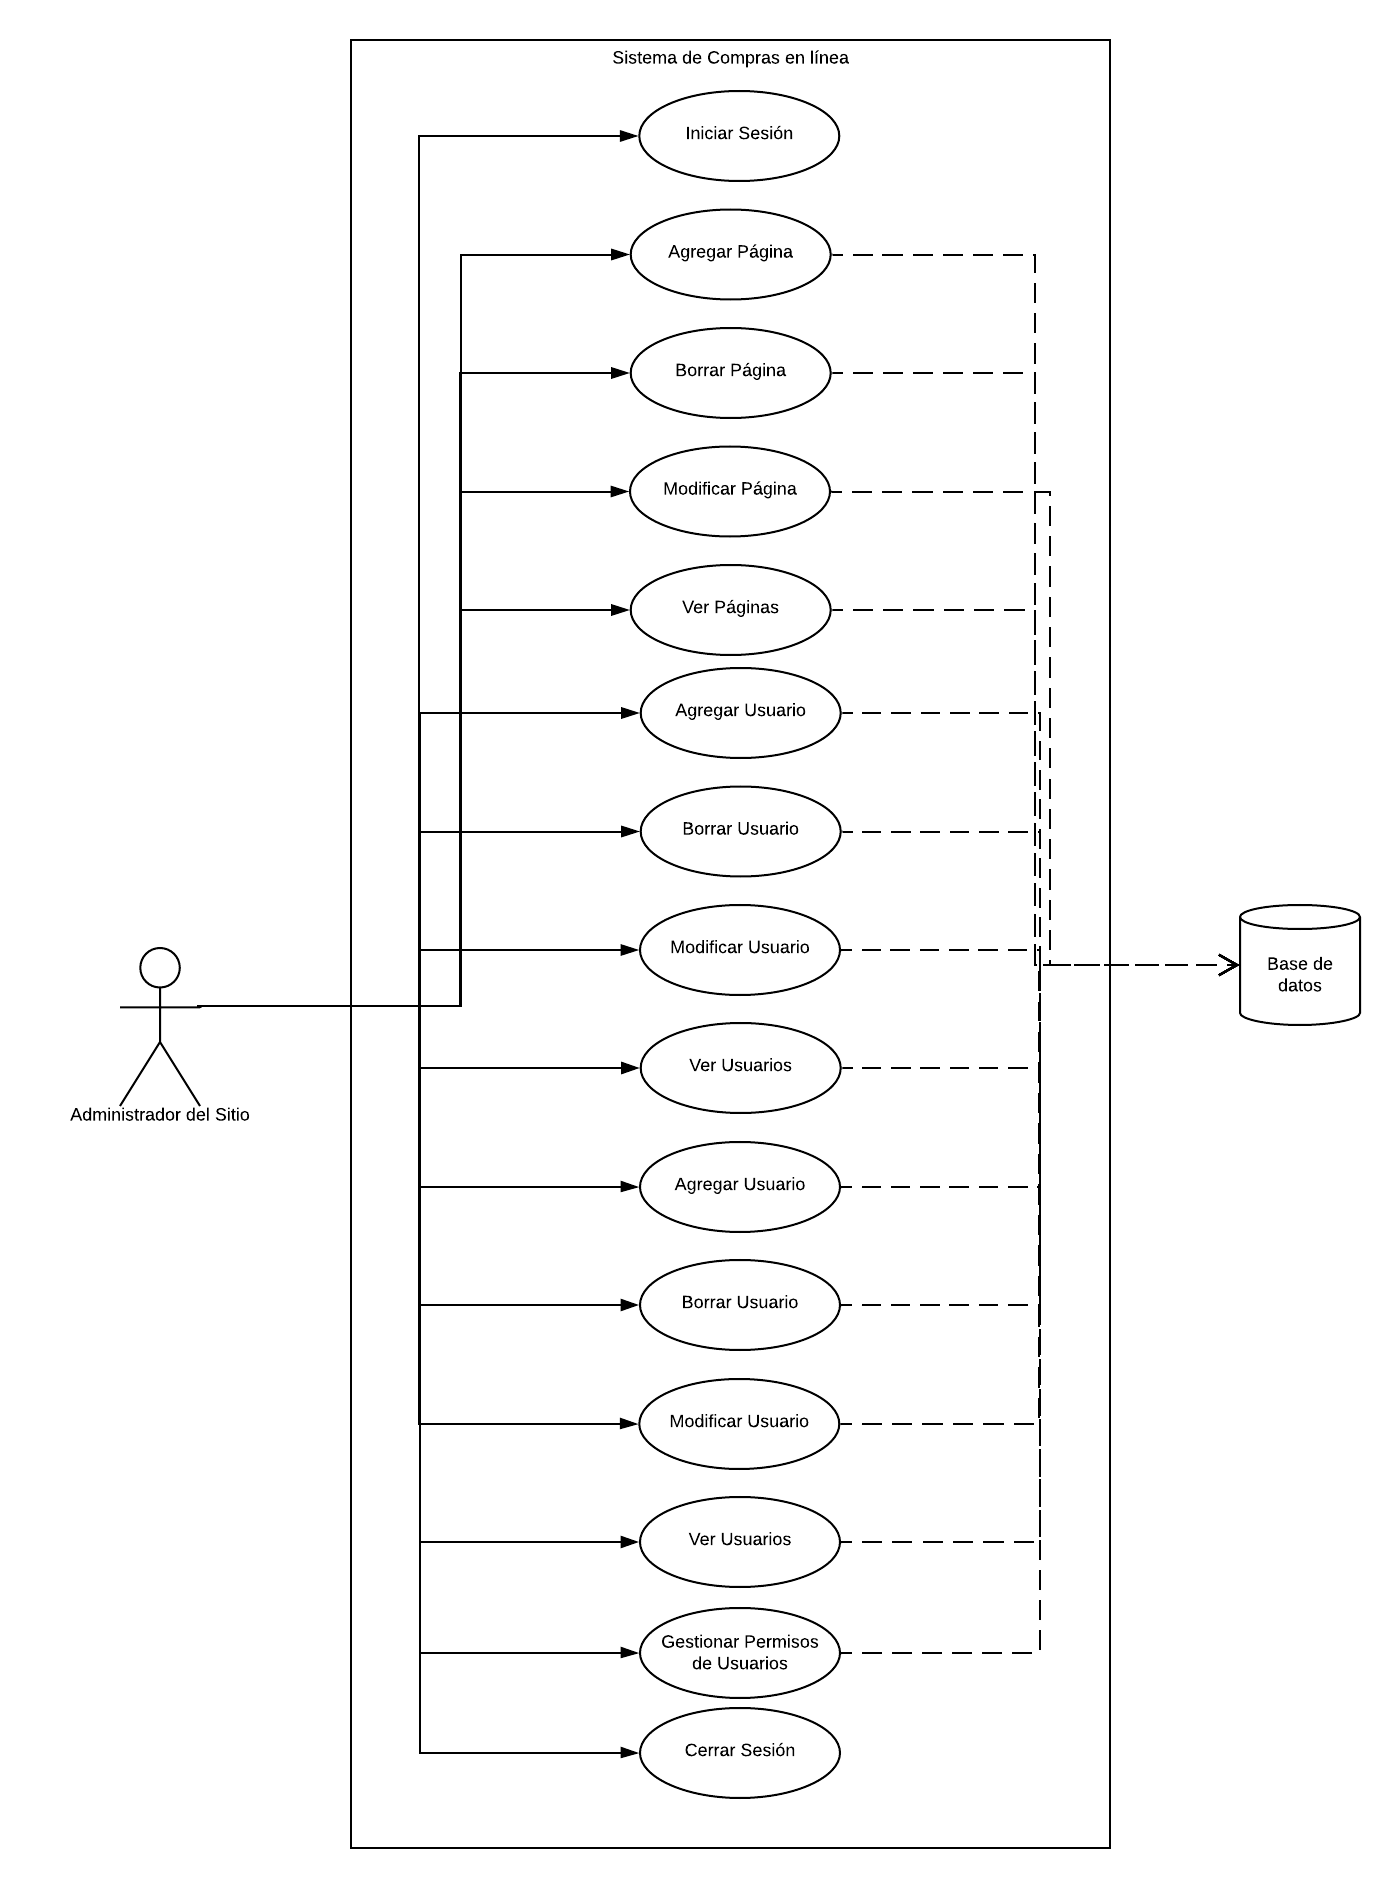 Sistema de Compras en línea
Iniciar Sesión
Agregar Página
Borrar Página
Modificar Página
Ver Páginas
Agregar Usuario
Borrar Usuario
Modificar Usuario
Base de
datos
Ver Usuarios
Administrador del Sitio
Agregar Usuario
Borrar Usuario
Modificar Usuario
Ver Usuarios
Gestionar Permisos
de Usuarios
Cerrar Sesión